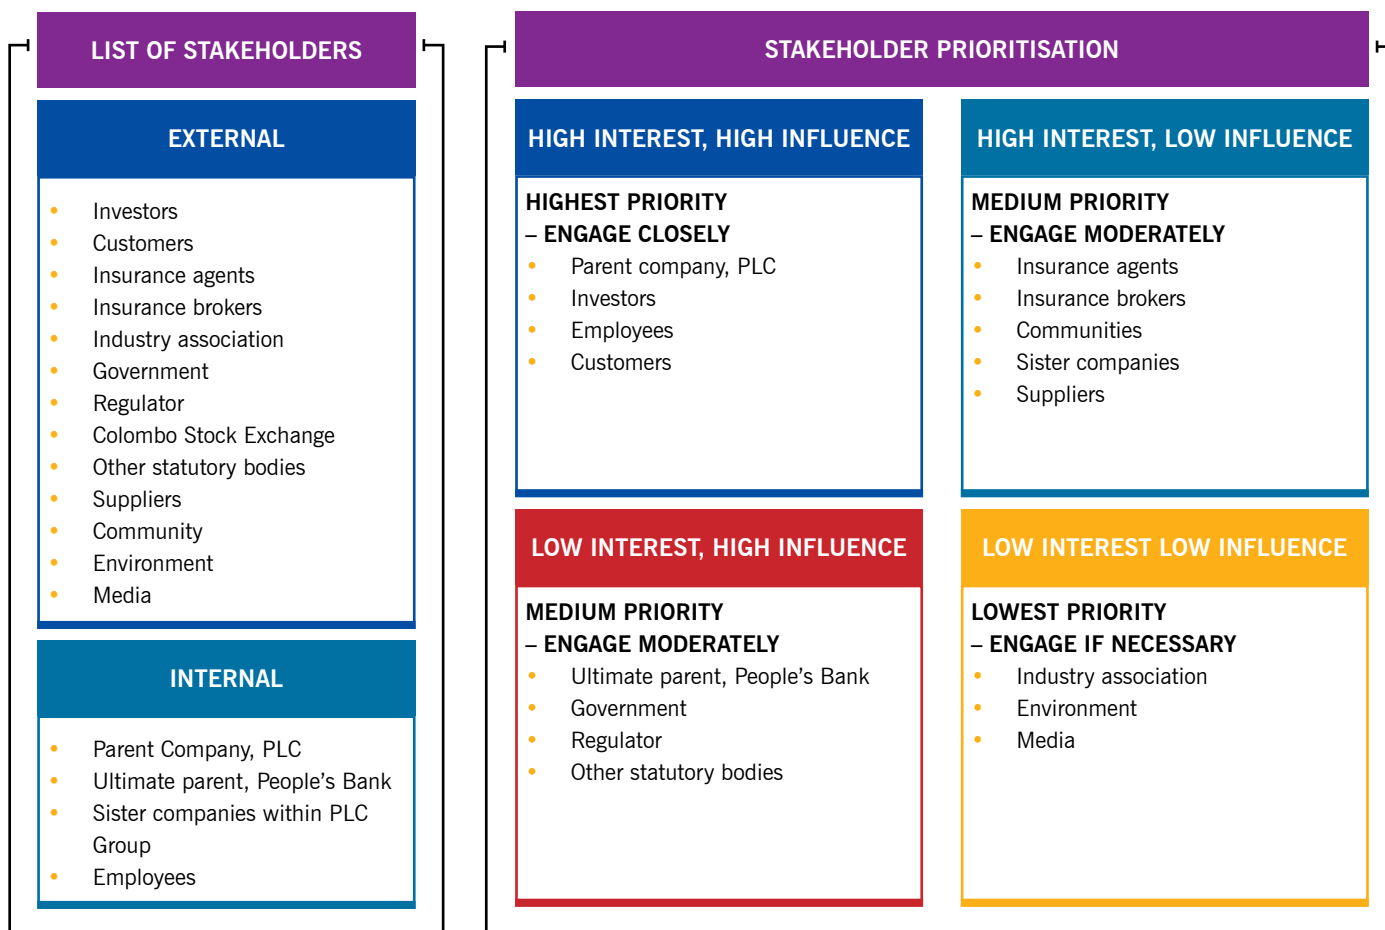 LIST OF STAKEHOLDERS
EXTERNAL
• Investors
• Customers
• Insurance agents
• Insurance brokers
• Industry association
• Government
• Regulator
• Colombo Stock Exchange
• Other statutory bodies
• Suppliers
• Community
• Environment
• Media
INTERNAL
• Parent Company, PLC
• Ultimate parent, People’s Bank
• Sister companies within PLC
Group
• Employees
STAKEHOLDER PRIORITISATION
HIGH INTEREST, HIGH INFLUENCE
HIGHEST PRIORITY
– ENGAGE CLOSELY
• Parent company, PLC
• Investors
• Employees
• Customers
HIGH INTEREST, LOW INFLUENCE
MEDIUM PRIORITY
– ENGAGE MODERATELY
• Insurance agents
• Insurance brokers
• Communities
• Sister companies
• Suppliers
LOW INTEREST, HIGH INFLUENCE
MEDIUM PRIORITY
– ENGAGE MODERATELY
• Ultimate parent, People’s Bank
• Government
• Regulator
• Other statutory bodies
LOW INTEREST LOW INFLUENCE
LOWEST PRIORITY
– ENGAGE IF NECESSARY
• Industry association
• Environment
• Media